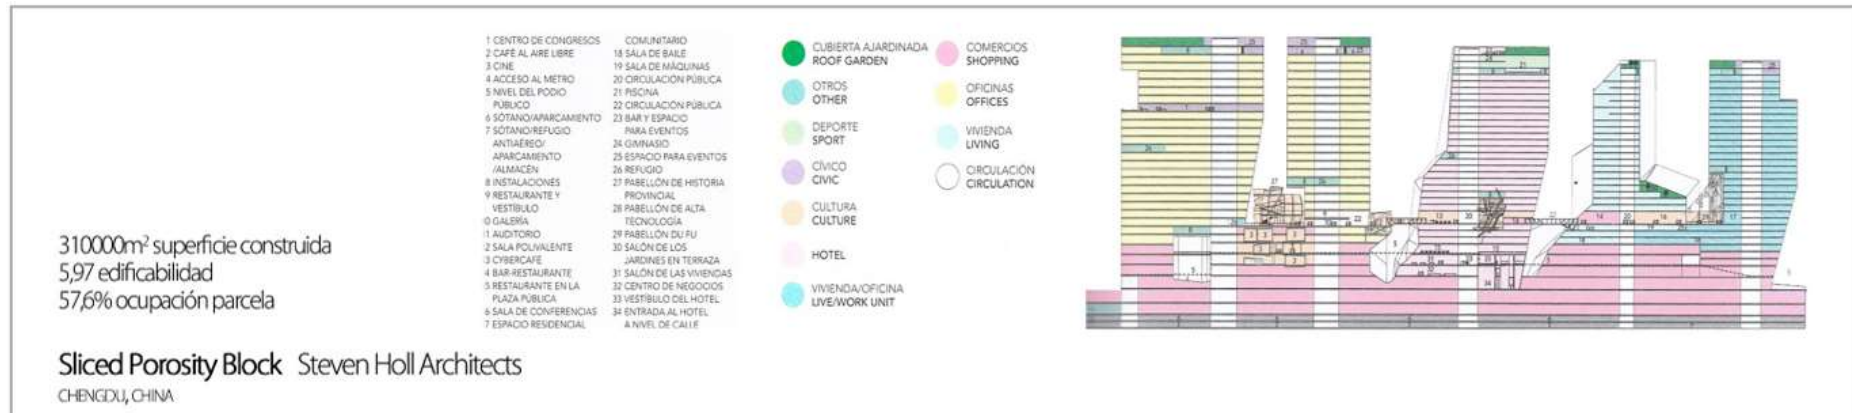 310000m² superficie construida
5,97 edificabilidad
57,6% ocupación parcela
Sliced Porosity Block Steven Holl Architects
CHENGDU, CHINA
1 CENTRO DE CONGRESOS
2 CAFÉ AL AIRE LIBRE
3 CINE
4 ACCESO AL METRO
5 NIVEL DEL PODIO
PÚBLICO
6 SÓTANO/APARCAMIENTO
7 SÓTANO/REFUGIO
ANTIAÉREO/
APARCAMIENTO
/ALMACÉN
8 INSTALACIONES
9 RESTAURANTE Y
VESTÍBULO
0 GALERÍA
1 AUDITORIO
2 SALA POLIVALENTE
3 CYBERCAFÉ
4 BAR-RESTAURANTE
5 RESTAURANTE EN LA
PLAZA PÚBLICA
6 SALA DE CONFERENCIAS
7 ESPACIO RESIDENCIAL
COMUNITARIO
18 SALA DE BAILE
19 SALA DE MÁQUINAS
20 CIRCULACIÓN PÚBLICA
21 PISCINA
22 CIRCULACIÓN PÚBLICA
23 BAR Y ESPACIO
PARA EVENTOS
24 GIMNASIO
25 ESPACIO PARA EVENTOS
26 REFUGIO
27 PABELLÓN DE HISTORIA
PROVINCIAL
28 PABELLÓN DE ALTA
TECNOLOGÍA
29 PABELLÓN DU FU
30 SALÓN DE LOS
JARDINES EN TERRAZA
31 SALÓN DE LAS VIVIENDAS
32 CENTRO DE NEGOCIOS
33 VESTÍBULO DEL HOTEL
34 ENTRADA AL HOTEL
A NIVEL DE CALLE
CUBIERTA AJARDINADA
ROOF GARDEN
OTROS
OTHER
DEPORTE
SPORT
CÍVICO
CIVIC
CULTURA
CULTURE
HOTEL
VIVIENDA/OFICINA
LIVE/WORK UNIT
COMERCIOS
SHOPPING
OFICINAS
OFFICES
VIVIENDA
LIVING
CIRCULACIÓN
CIRCULATION